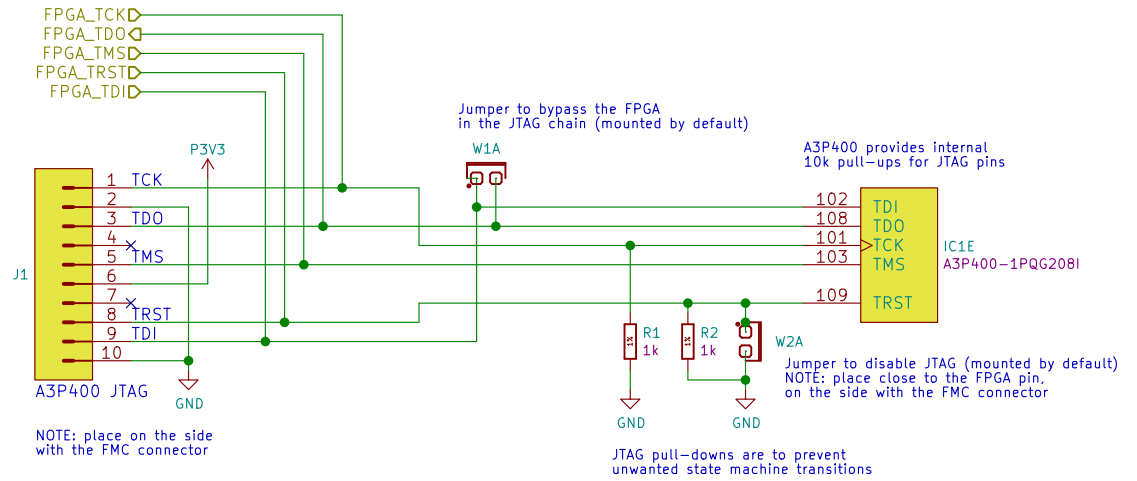 FPGA_TCK
FPGA_TDO
FPGA_TMS
FPGA_TRST
FPGA_TDI
Jumper to bypass the FPGA
in the JTAG chain (mounted by default)
W1A
P3V3
A3P400 provides internal
10k pull-ups for JTAG pins
J1
1 TCK
2
3 TDO
4
5 TMS
6
7
8 TRST
9 TDI
10
A3P400 JTAG
GND
NOTE: place on the side
with the FMC connector
102 TDI
108 TDO
101 TCK
103 TMS
109 TRST
IC1E
A3P400-1PQG208I
R1
1k
1%
R2
1k
1%
W2A
GND
GND
Jumper to disable JTAG (mounted by default)
NOTE: place close to the FPGA pin,
on the side with the FMC connector
JTAG pull-downs are to prevent
unwanted state machine transitions